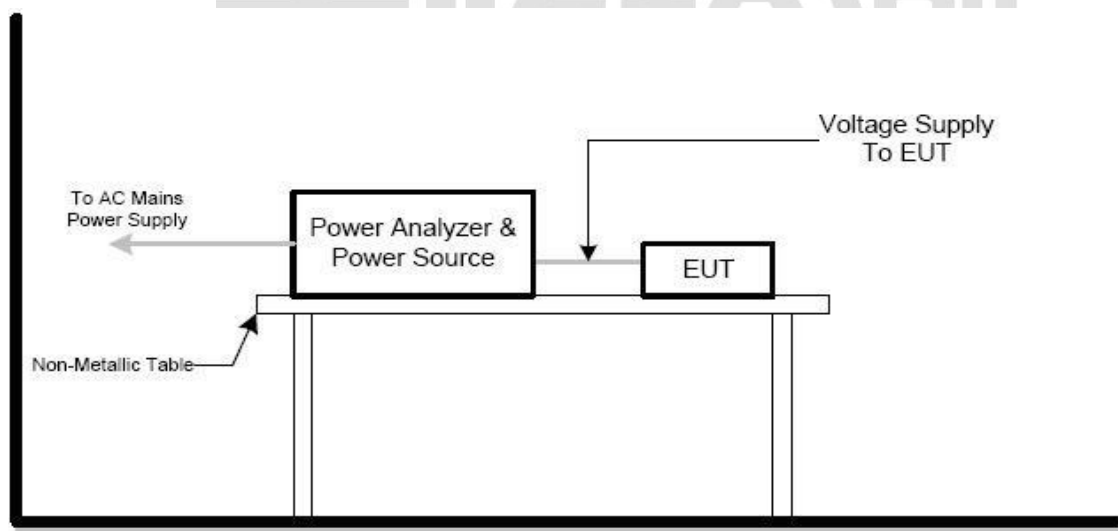 Voltage Supply
To EUT
To AC Mains
Power Supply
Power Analyzer &
Power Source
EUT
Non-Metallic Table